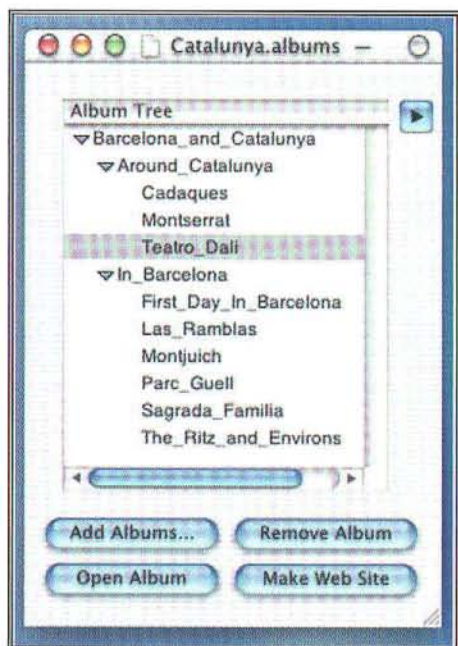 Catalunya.albums —
Album Tree
Barcelona_and_Catalunya
Around_Catalunya
Cadaques
Montserrat
Teatro_Dali
In_Barcelona
First_Day_In_Barcelona
Las_Ramblas
Montjuich
Parc_Guell
Sagrada_Familia
The_Ritz_and_Environs
Add Albums... Remove Album
Open Album Make Web Site